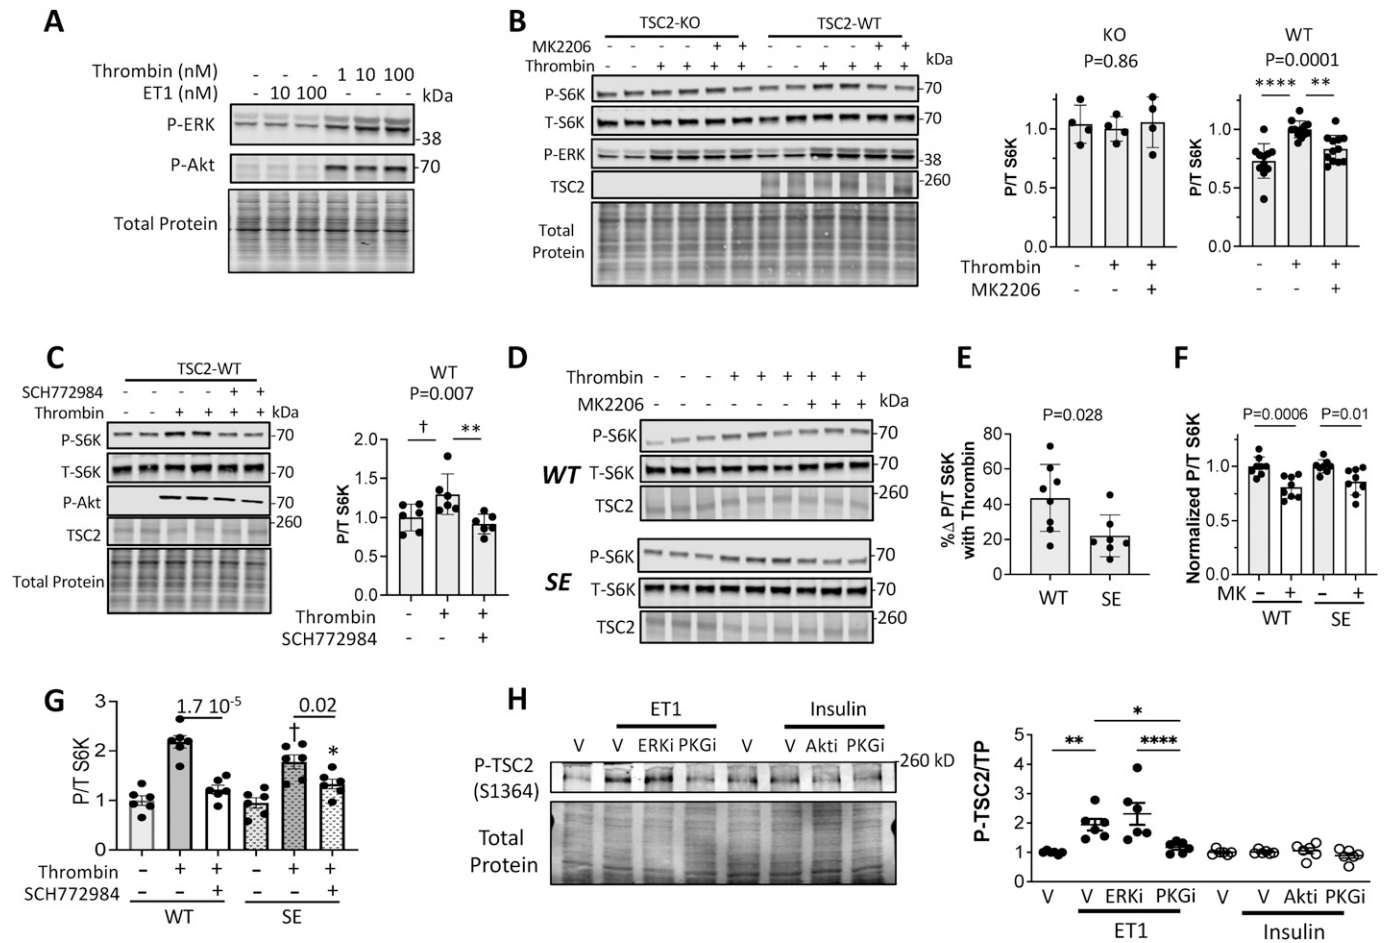 A
Thrombin (nM) - - - 1 10 100
ET1 (nM) - 10 100 - - - kDa
P-ERK -38
P-Akt -70
Total Protein
B
TSC2-KO TSC2-WT
MK2206 - - - - + + - - - - + + kDa
Thrombin - - + + + + - - + + + +
P-S6K -70
T-S6K -70
P-ERK -38
TSC2 -260
Total
Protein
KO
P=0.86
P/T S6K
1.0
0.5
0.0
Thrombin - + +
MK2206 - - +
WT
P=0.0001
**** **
P/T S6K
1.0
0.5
0.0
- + +
- - +
C
TSC2-WT
SCH772984 - - - - + +
Thrombin - - + + + + kDa
P-S6K -70
T-S6K -70
P-Akt -70
TSC2 -260
Total Protein
WT
P=0.007
† **
P/T S6K
2.0
1.5
1.0
0.5
0.0
Thrombin - + +
SCH772984 - - +
D
Thrombin - - - + + + + + +
MK2206 - - - - - - + + + kDa
WT
P-S6K -70
T-S6K -70
TSC2 -260
SE
P-S6K -70
T-S6K -70
TSC2 -260
E
P=0.028
%Δ P/T S6K
with Thrombin
80
60
40
20
0
WT SE
F
P=0.0006 P=0.01
Normalized P/T S6K
1.0
0.5
0.0
MK - + - +
WT SE
G
1.7 10-5 0.02
† *
P/T S6K
3
2
1
0
Thrombin - + + - + +
SCH772984 - - + - - +
WT SE
H
ET1 Insulin
V V ERKi PKGi V V Akti PKGi
P-TSC2
(S1364)
-260 kD
Total
Protein
*
** ****
P-TSC2/TP
5
4
3
2
1
0
V V ERKi PKGi V V Akti PKGi
ET1 Insulin